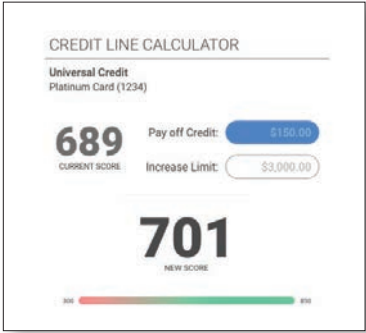 CREDIT LINE CALCULATOR
Universal Credit
Platinum Card (1234)
689
CURRENT SCORE
Pay off Credit: $150.00
Increase Limit: $3,000.00
701
NEW SCORE
300 850